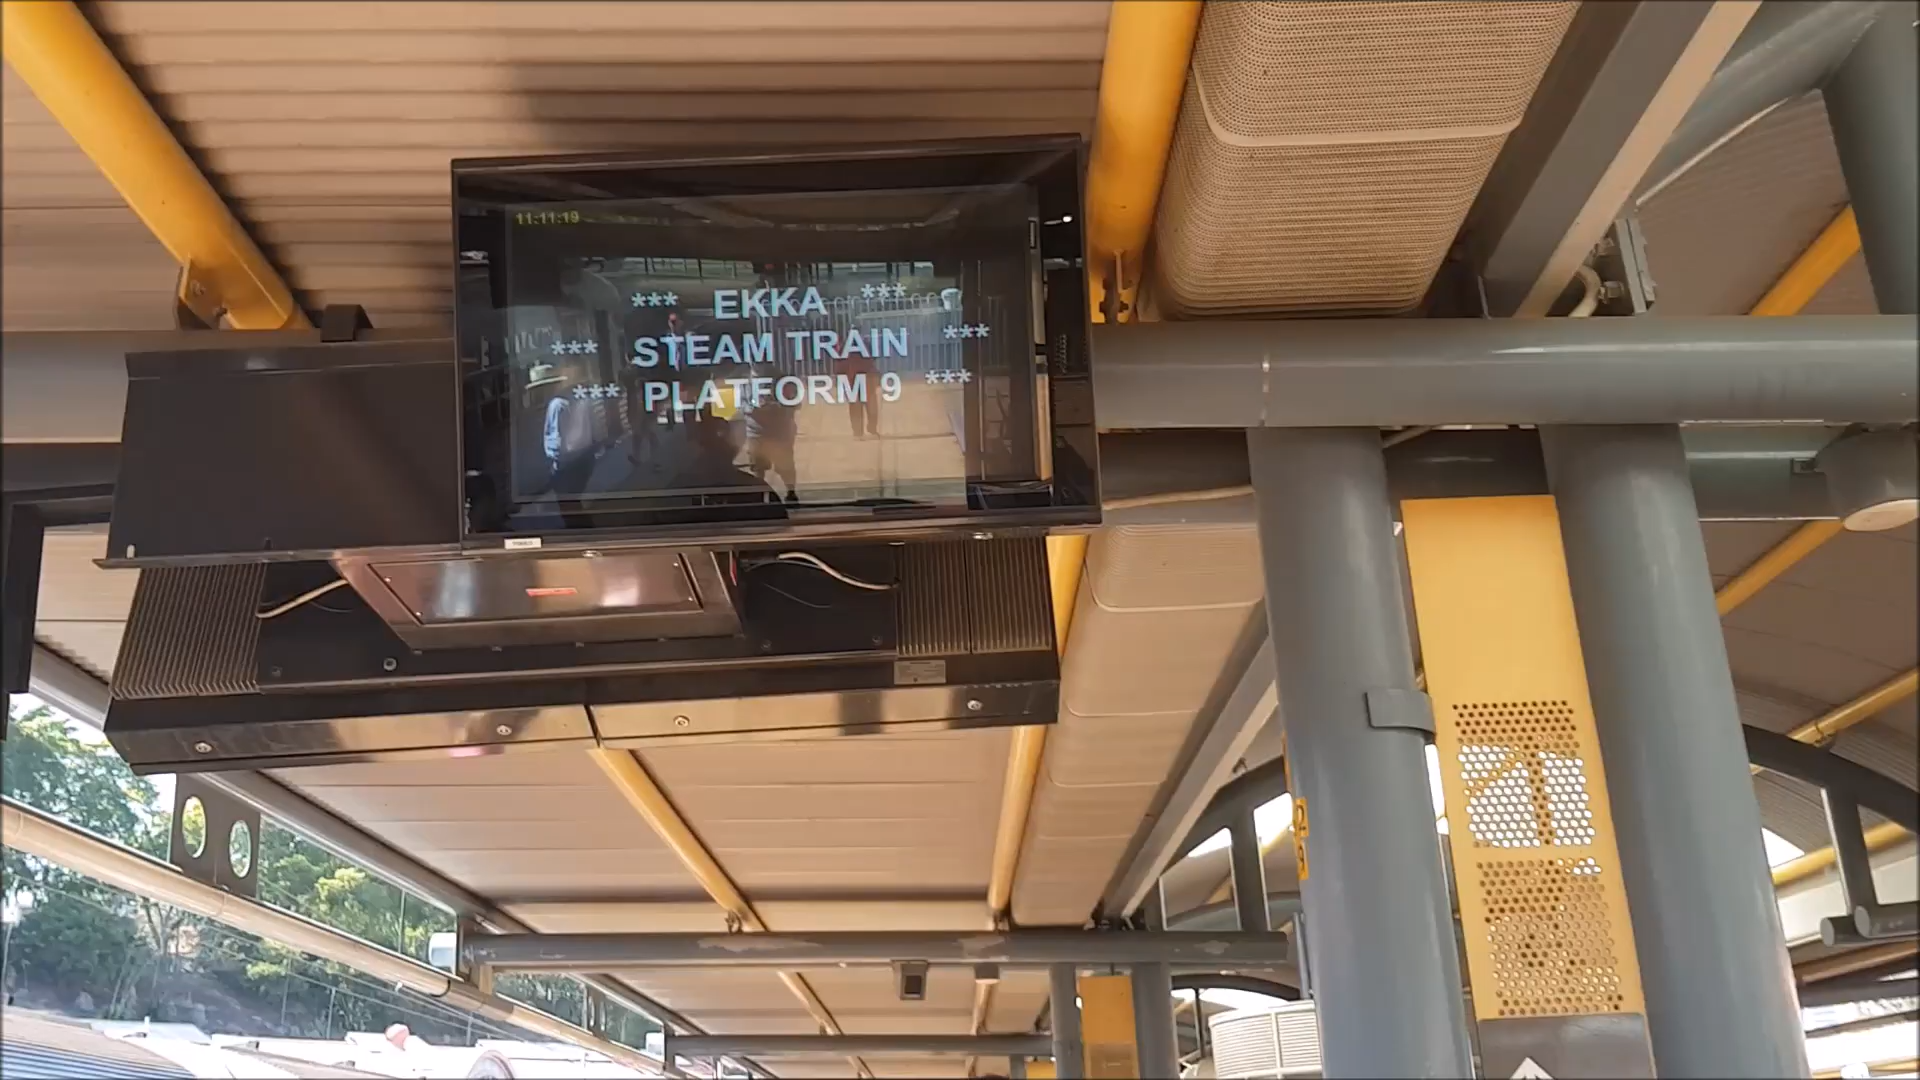 11:11:19
*** EKKA ***
*** STEAM TRAIN ***
*** PLATFORM 9 ***